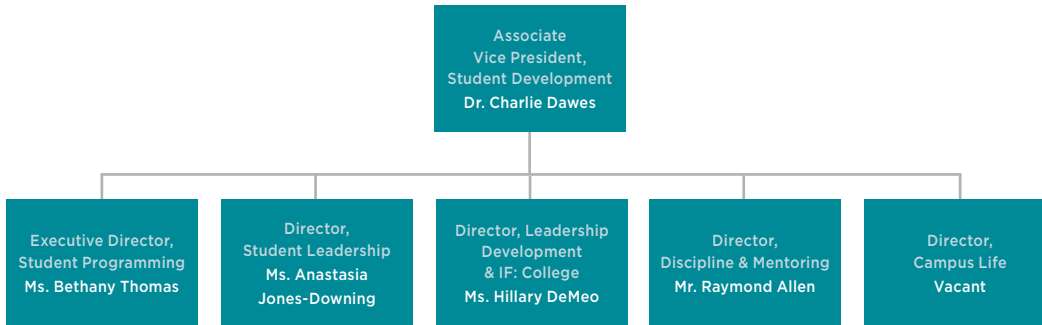 Associate
Vice President,
Student Development
Dr. Charlie Dawes
Executive Director,
Student Programming
Ms. Bethany Thomas
Director,
Student Leadership
Ms. Anastasia
Jones-Downing
Director, Leadership
Development
& IF: College
Ms. Hillary DeMeo
Director,
Discipline & Mentoring
Mr. Raymond Allen
Director,
Campus Life
Vacant